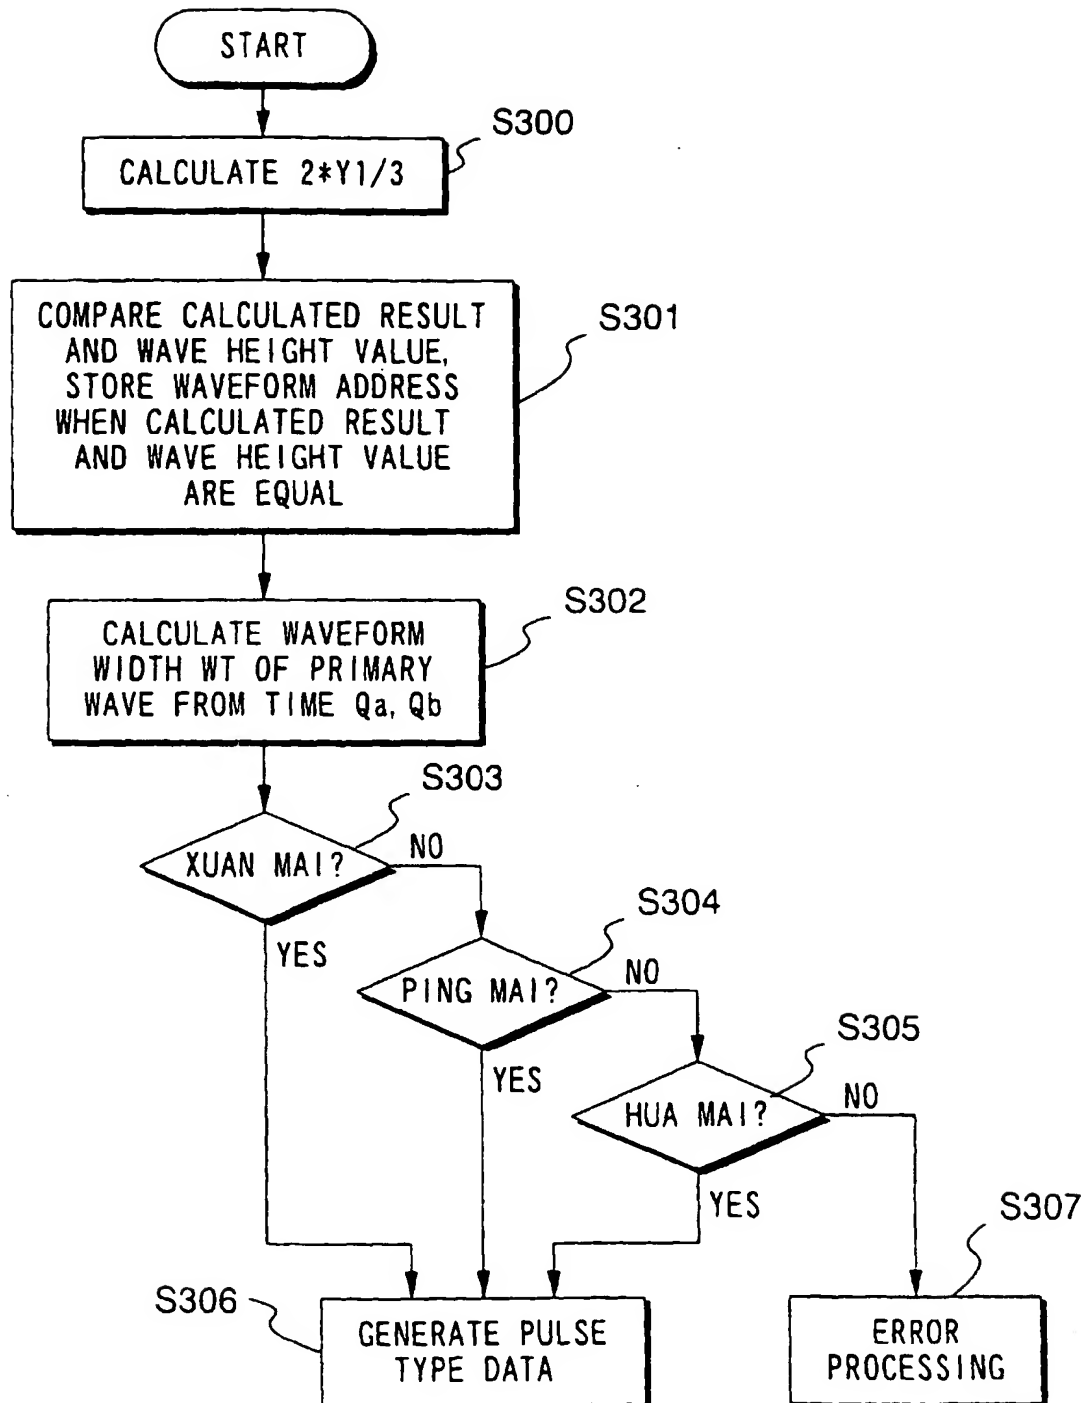 START
S300
CALCULATE 2*Y1/3
S301
COMPARE CALCULATED RESULT
AND WAVE HEIGHT VALUE,
STORE WAVEFORM ADDRESS
WHEN CALCULATED RESULT
AND WAVE HEIGHT VALUE
ARE EQUAL
S302
CALCULATE WAVEFORM
WIDTH WT OF PRIMARY
WAVE FROM TIME Qa, Qb
S303
XUAN MAI?
NO
YES
S304
PING MAI?
NO
YES
S305
HUA MAI?
NO
YES
S306
GENERATE PULSE
TYPE DATA
S307
ERROR
PROCESSING